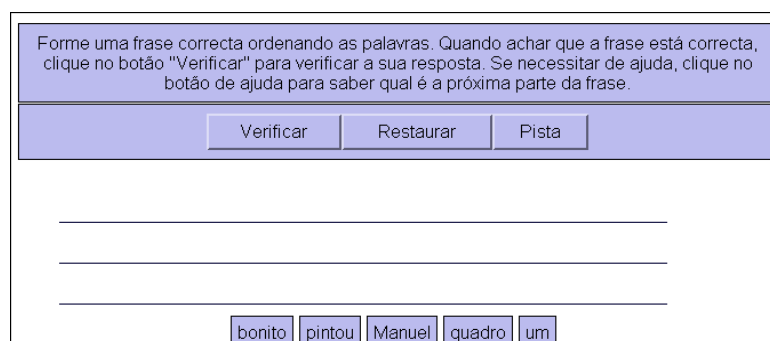 Forme uma frase correcta ordenando as palavras. Quando achar que a frase está correcta,
clique no botão "Verificar" para verificar a sua resposta. Se necessitar de ajuda, clique no
botão de ajuda para saber qual é a próxima parte da frase.
Verificar Restaurar Pista
bonito pintou Manuel quadro um